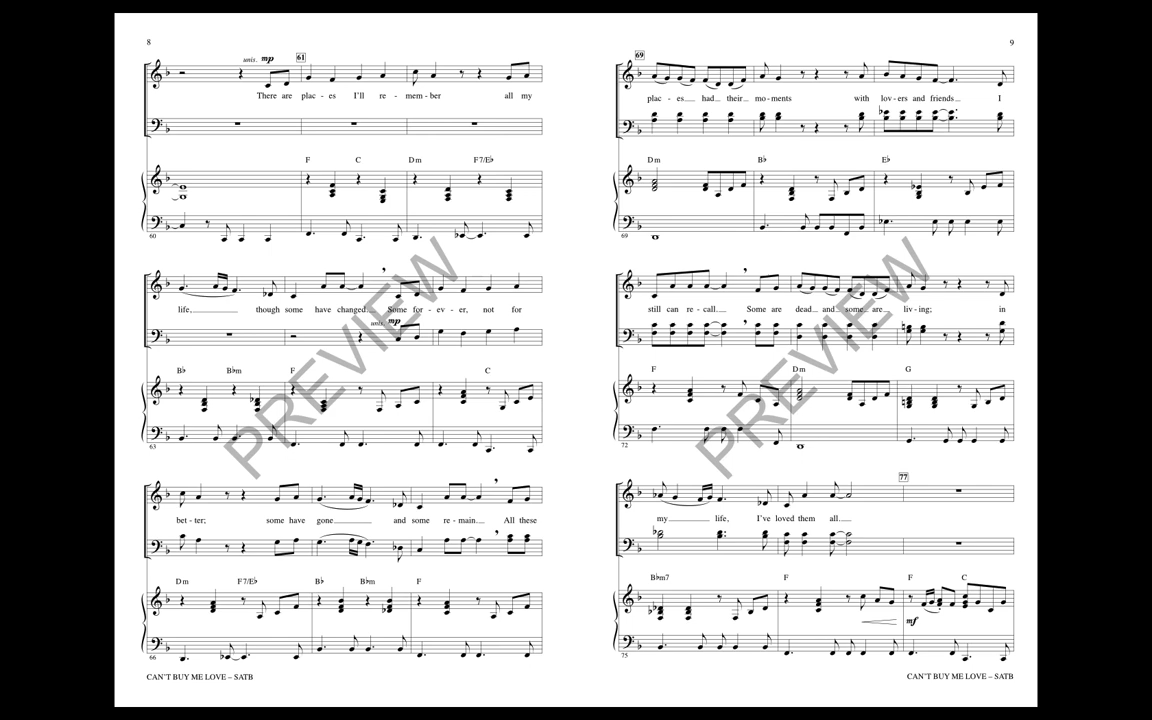 8
unis. mp 61
There are plac - es I'll re - mem - ber all my
F C Dm F7/E♭
60
life, though some have changed. Some for - ev - er, not for
unis. mp
B♭ B♭m F C
63
bet - ter; some have gone and some re - main. All these
Dm F7/E♭ B♭ B♭m F
66
CAN'T BUY ME LOVE – SATB
PREVIEW
9
69
plac - es had their mo - ments with lov - ers and friends I
Dm B♭ E♭
69
still can re - call. Some are dead and some are liv - ing; in
F Dm G
72
77
my life, I've loved them all.
B♭m7 F F C
mf
75
CAN'T BUY ME LOVE – SATB
PREVIEW